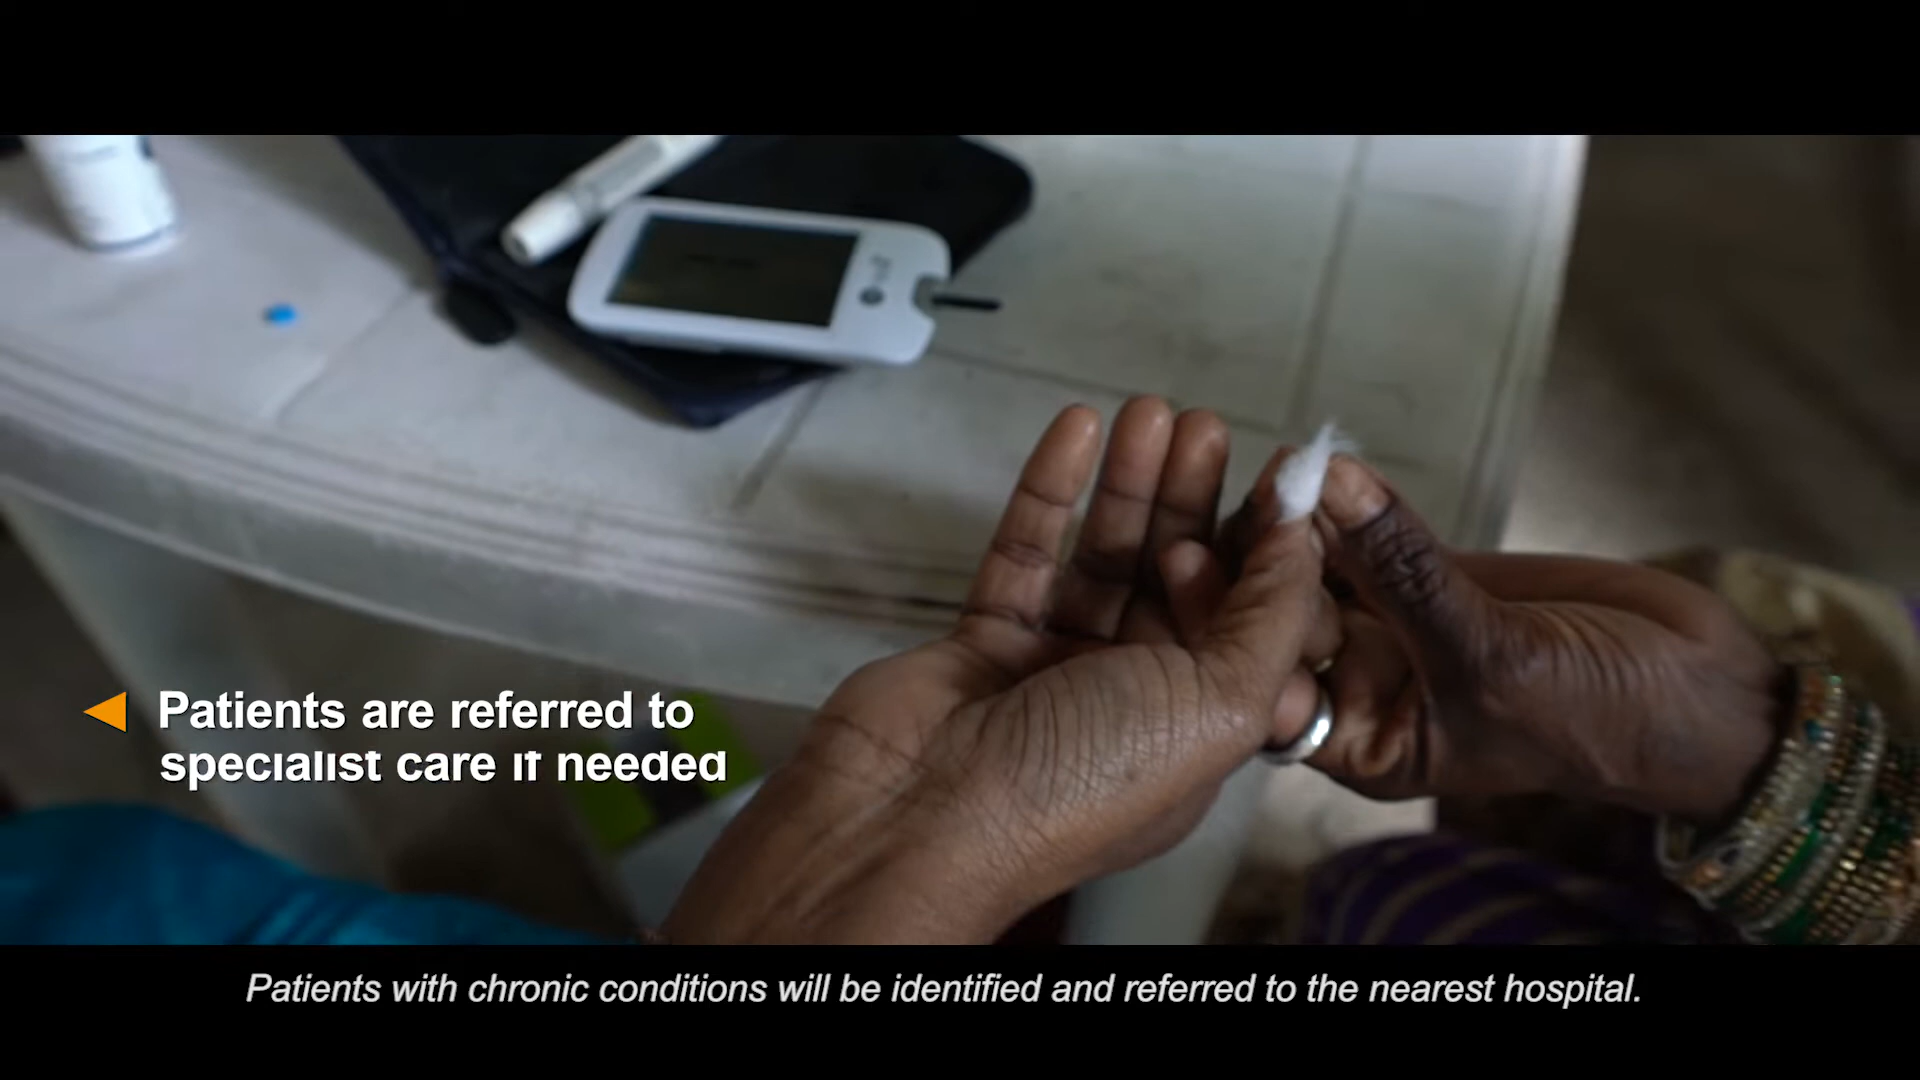 Patients are referred to
specialist care if needed
Patients with chronic conditions will be identified and referred to the nearest hospital.